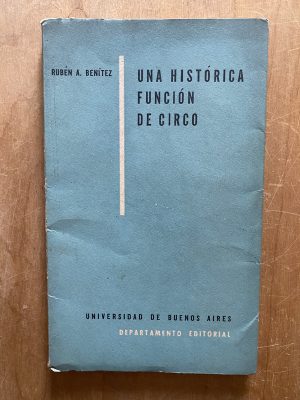 RUBÉN A. BENÍTEZ
UNA HISTÓRICA
FUNCIÓN
DE CIRCO
UNIVERSIDAD DE BUENOS AIRES
DEPARTAMENTO EDITORIAL